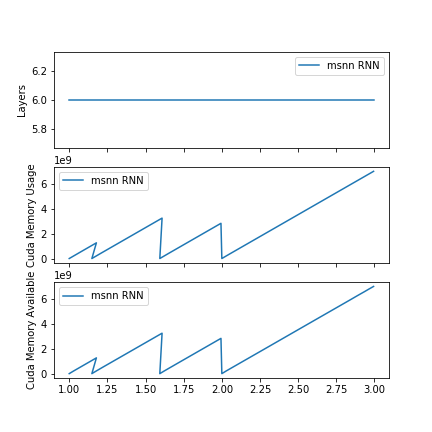 msnn RNN
6.2
6.0
5.8
Layers
1e9
msnn RNN
6
4
2
0
Cuda Memory Usage
1e9
msnn RNN
6
4
2
0
Cuda Memory Available
1.00 1.25 1.50 1.75 2.00 2.25 2.50 2.75 3.00